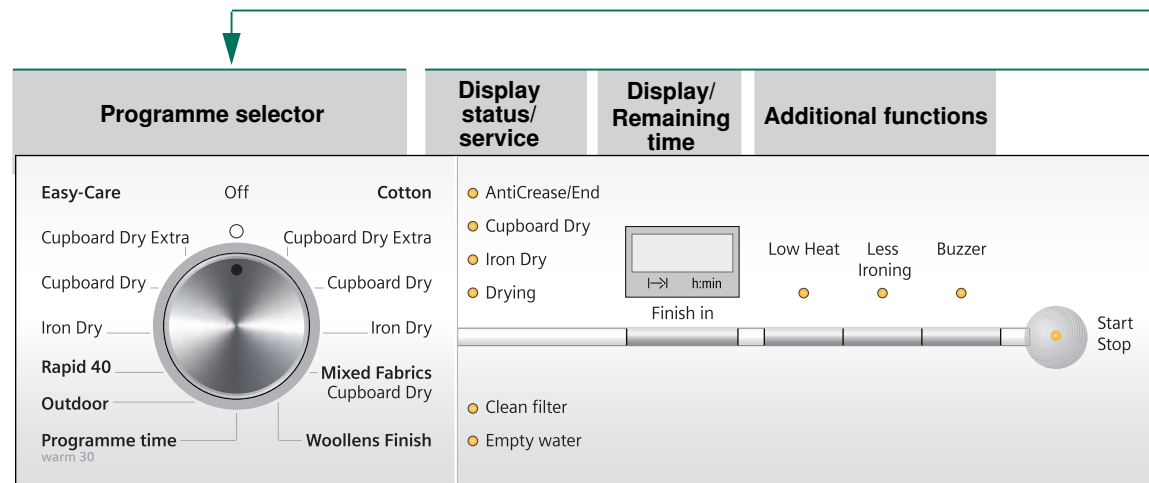 Programme selector
Display
status/
service
Display/
Remaining
time
Additional functions
Easy-Care
Off
Cotton
Cupboard Dry Extra
Cupboard Dry Extra
Cupboard Dry
Cupboard Dry
Iron Dry
Iron Dry
Rapid 40
Mixed Fabrics
Cupboard Dry
Outdoor
Programme time
warm 30
Woollens Finish
AntiCrease/End
Cupboard Dry
Iron Dry
Drying
h:min
Finish in
Low Heat
Less
Ironing
Buzzer
Start
Stop
Clean filter
Empty water